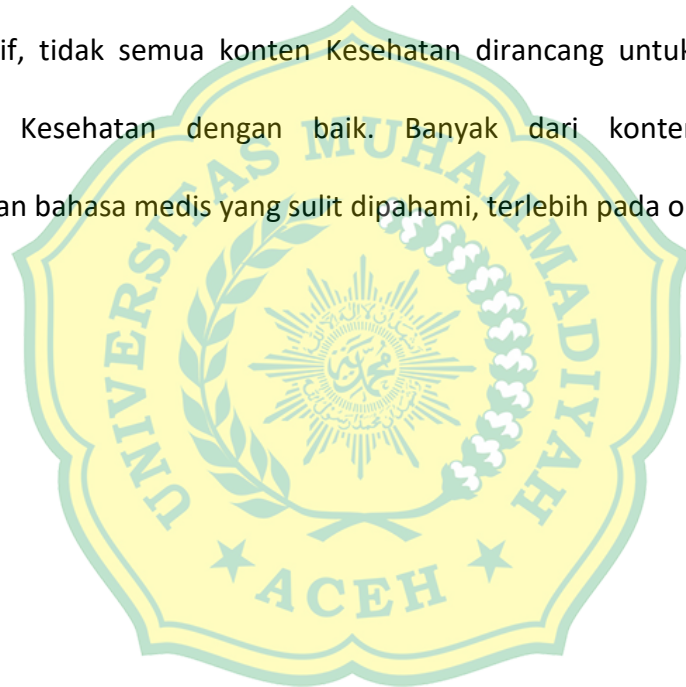 if, tidak semua konten Kesehatan dirancang untuk
Kesehatan dengan baik. Banyak dari konten
an bahasa medis yang sulit dipahami, terlebih pada o
UNIVERSITAS MUHAMMADIYAH
ACEH